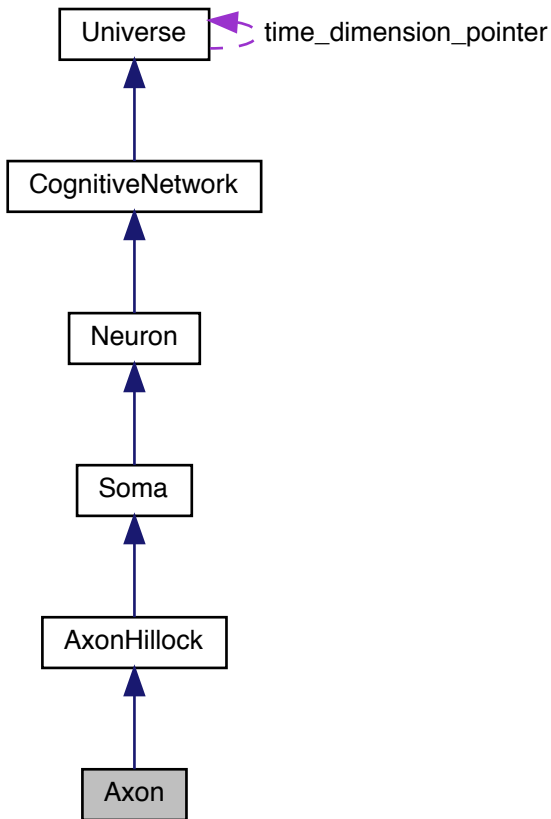 Universe
time_dimension_pointer
CognitiveNetwork
Neuron
Soma
AxonHillock
Axon